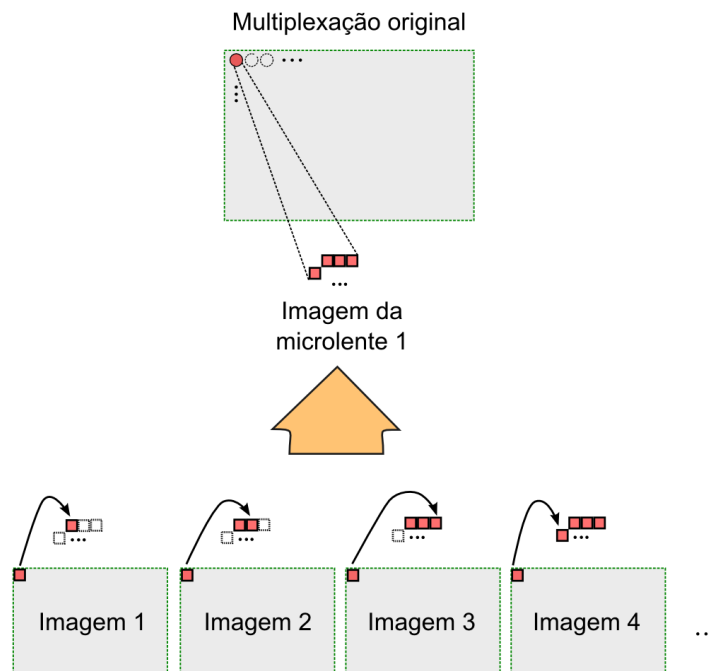 Multiplexação original
Imagem da
microlente 1
Imagem 1
Imagem 2
Imagem 3
Imagem 4